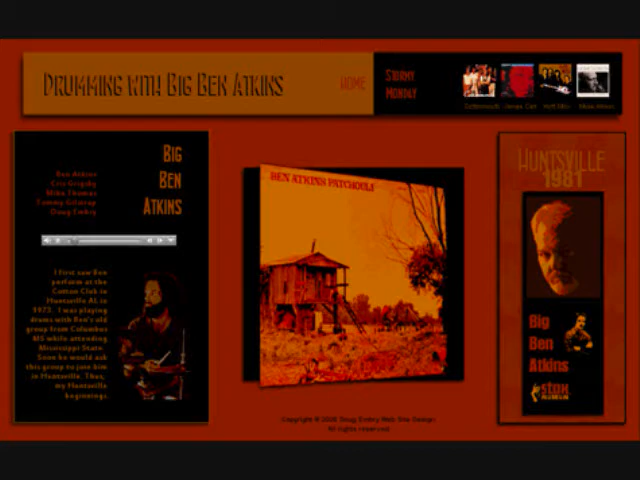 Drumming with Big Ben Atkins
HOME
Stormy
Monday
Big
Ben
Atkins
Ben Atkins
Cris Grigsby
Mike Thomas
Tommy Gilstrap
Doug Embry
I first saw Ben
perform at the
Cotton Club in
Huntsville AL in
1973. I was playing
drums with Ben's old
group from Columbus
MS while attending
Mississippi State.
Soon he would ask
this group to join him
in Huntsville. Thus,
my Huntsville
beginnings.
BEN ATKINS PATCHOULI
HUNTSVILLE
1981
Big
Ben
Atkins
stax
Copyright © 2008 Doug Embry Web Site Design
All rights reserved